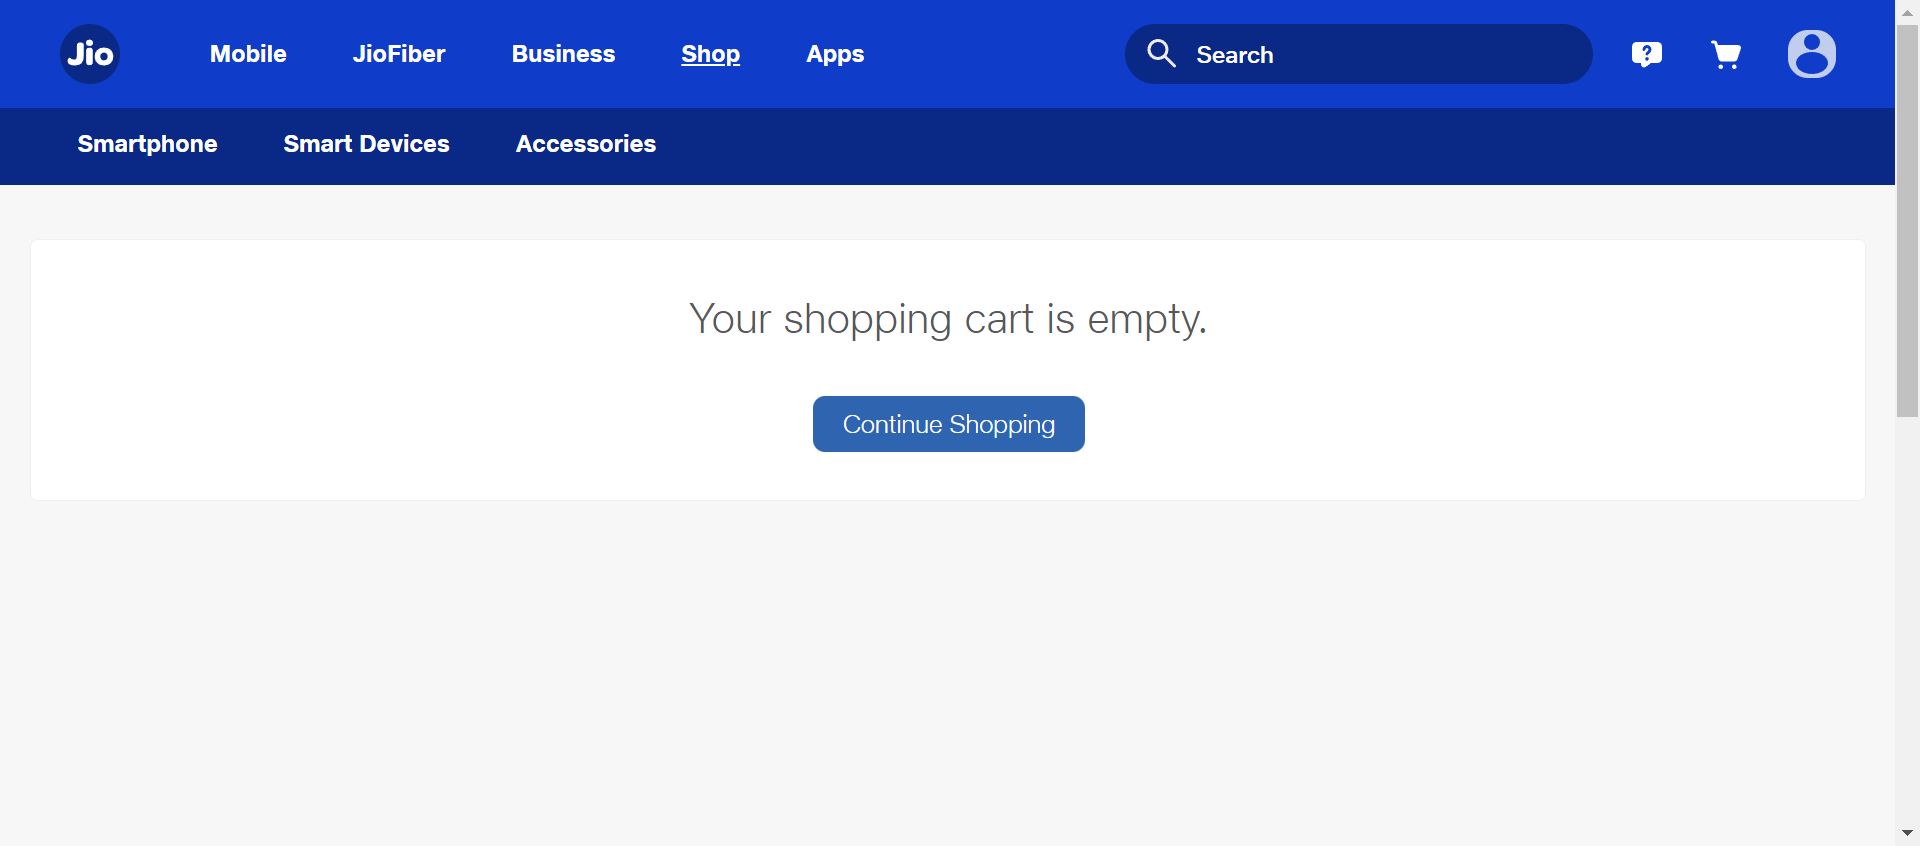 Jio Mobile JioFiber Business Shop Apps Search
Smartphone Smart Devices Accessories
Your shopping cart is empty.
Continue Shopping